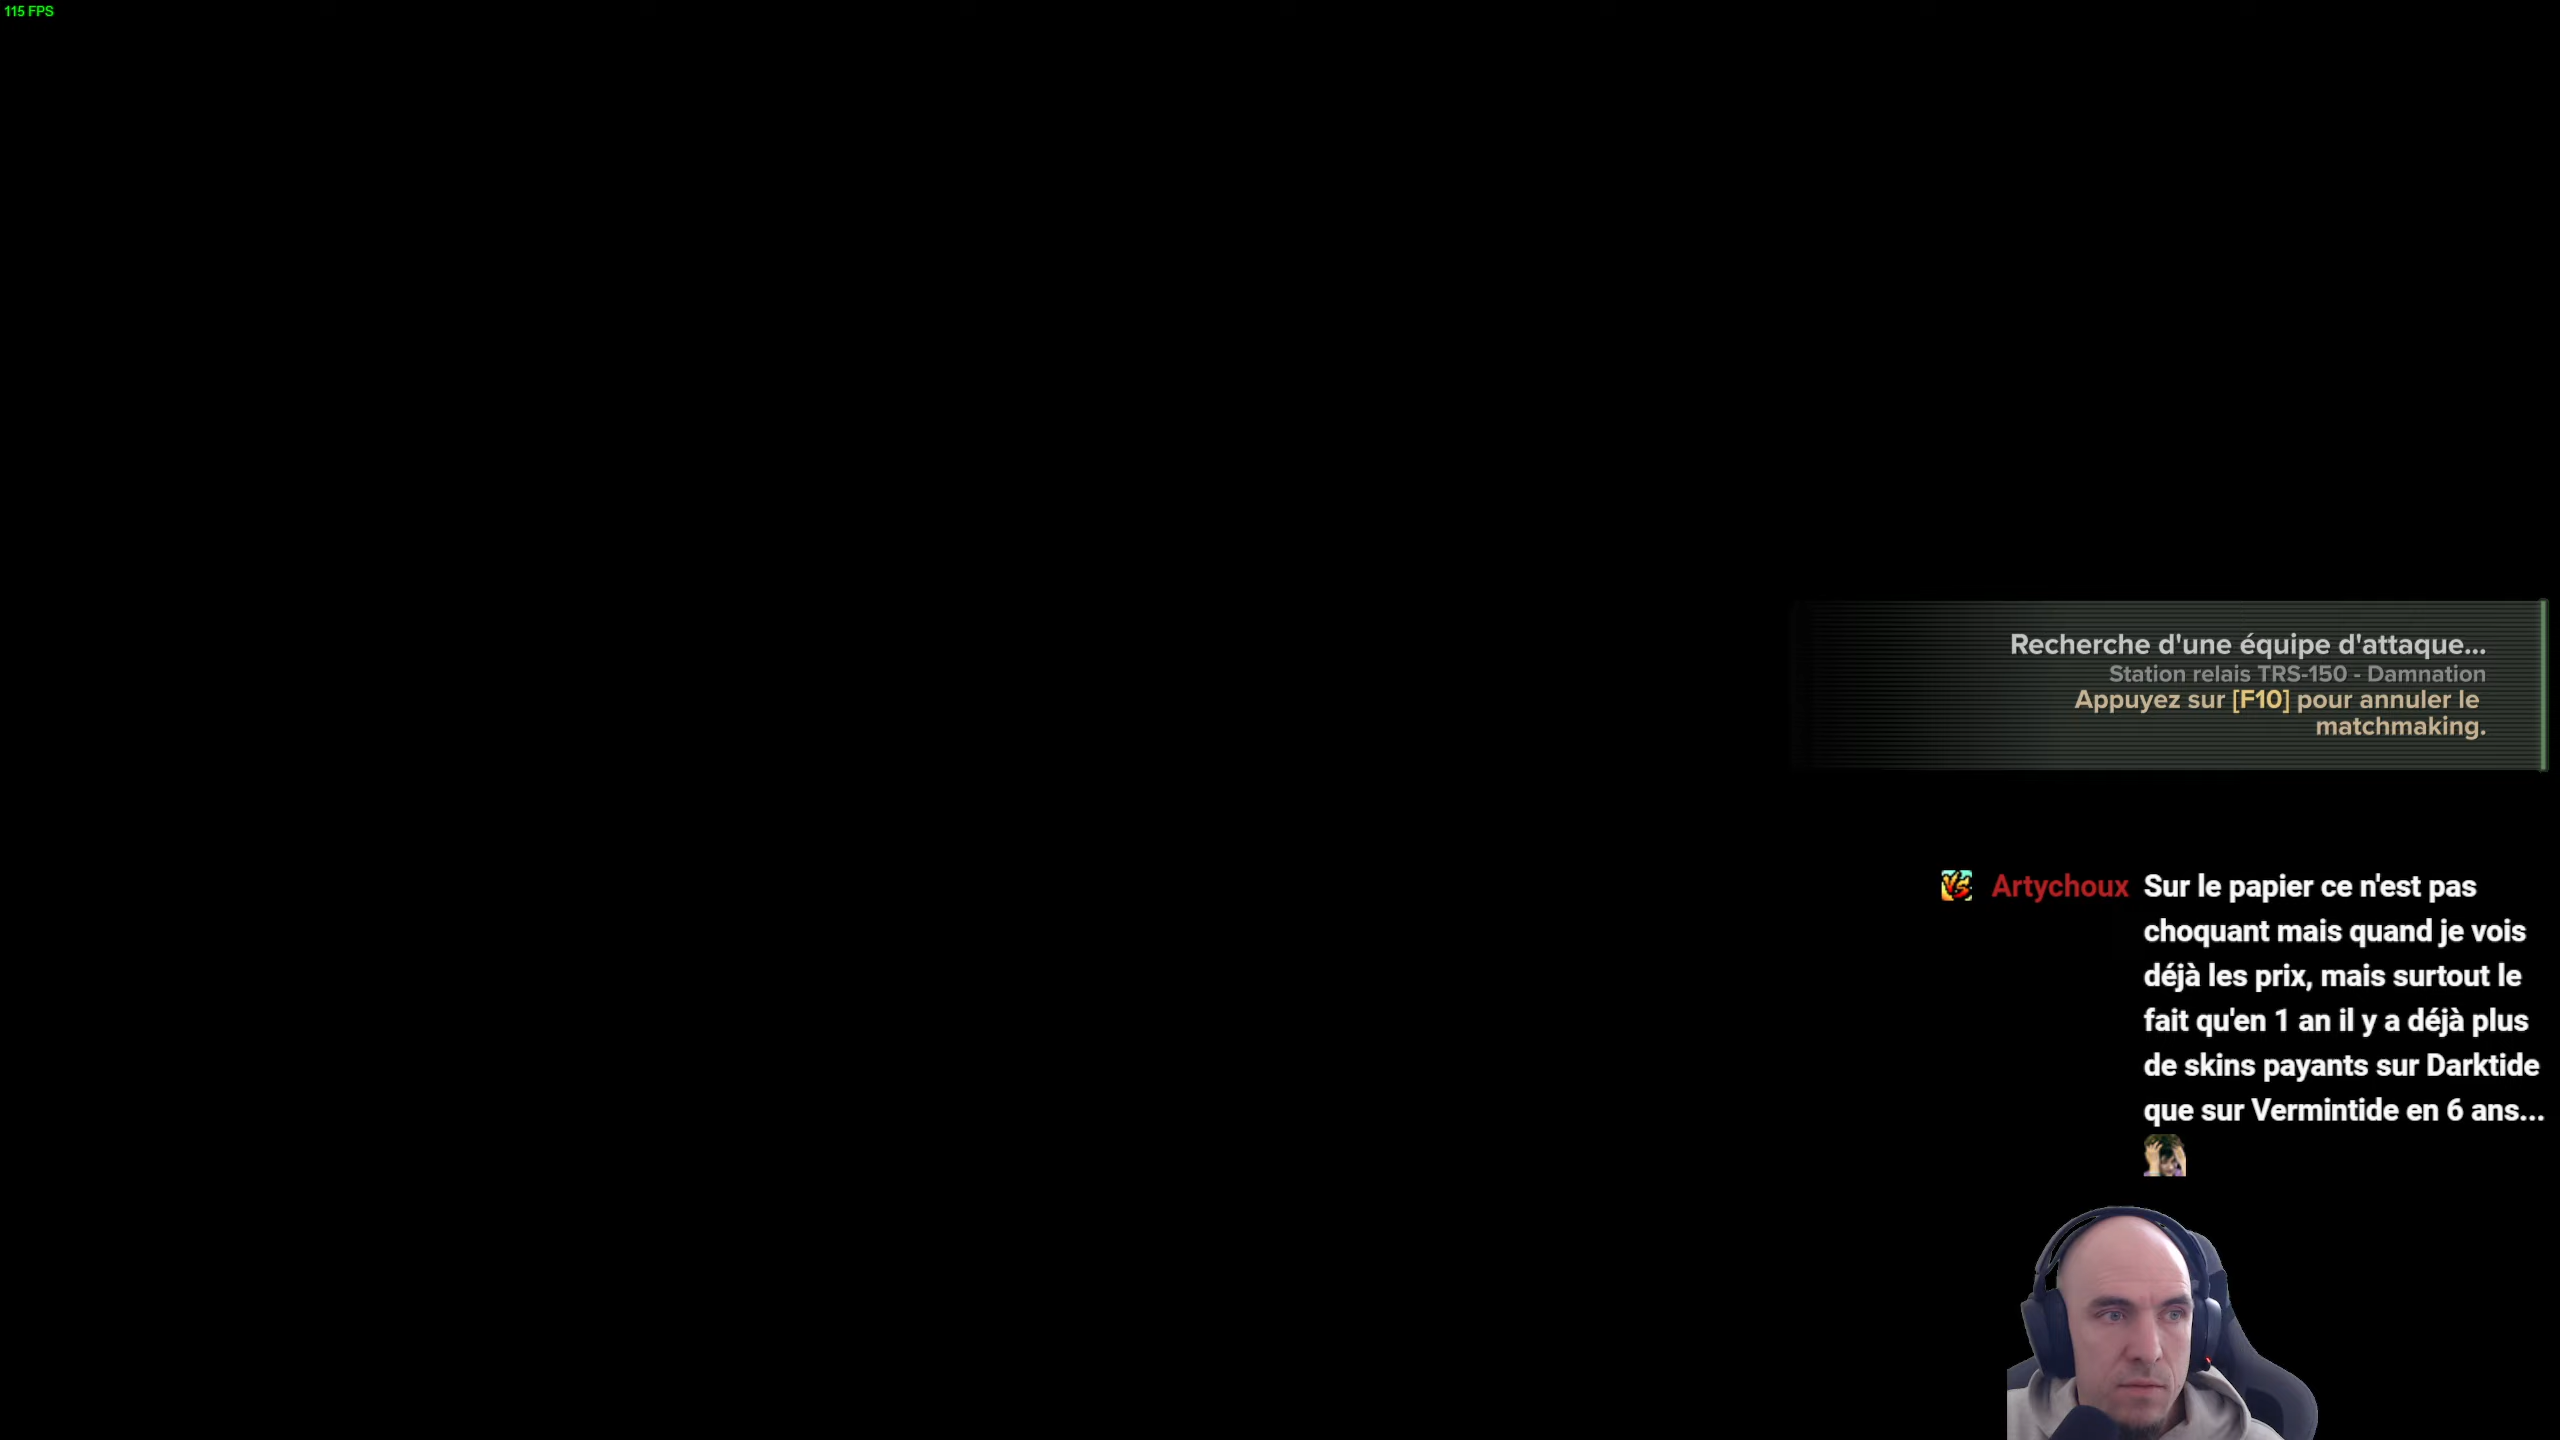 115 FPS
Recherche d'une équipe d'attaque...
Station relais TRS-150 - Damnation
Appuyez sur [F10] pour annuler le
matchmaking.
VS Artychoux Sur le papier ce n'est pas
choquant mais quand je vois
déjà les prix, mais surtout le
fait qu'en 1 an il y a déjà plus
de skins payants sur Darktide
que sur Vermintide en 6 ans...